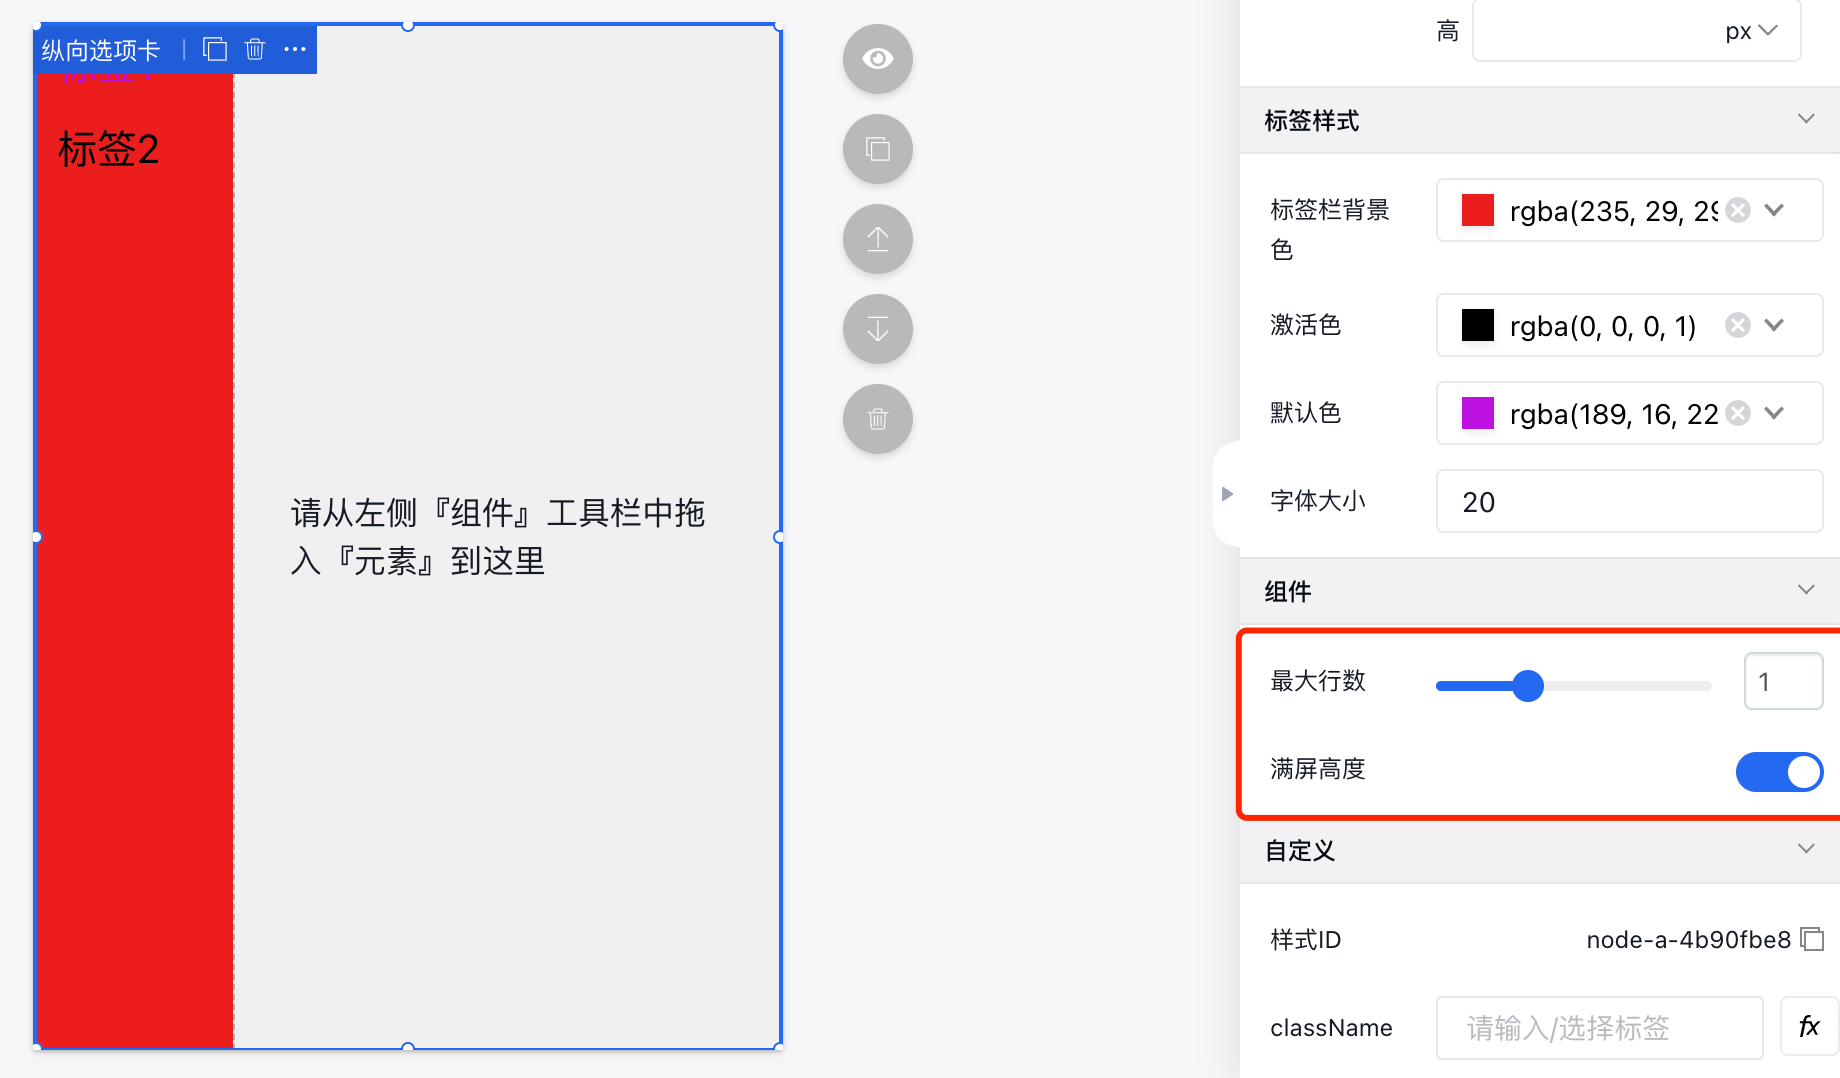 纵向选项卡
标签2
请从左侧『组件』工具栏中拖
入『元素』到这里
高
px
标签样式
标签栏背景
色
rgba(235, 29, 29
激活色
rgba(0, 0, 0, 1)
默认色
rgba(189, 16, 22
字体大小
20
组件
最大行数
1
满屏高度
自定义
样式ID
node-a-4b90fbe8
className
请输入/选择标签
fx